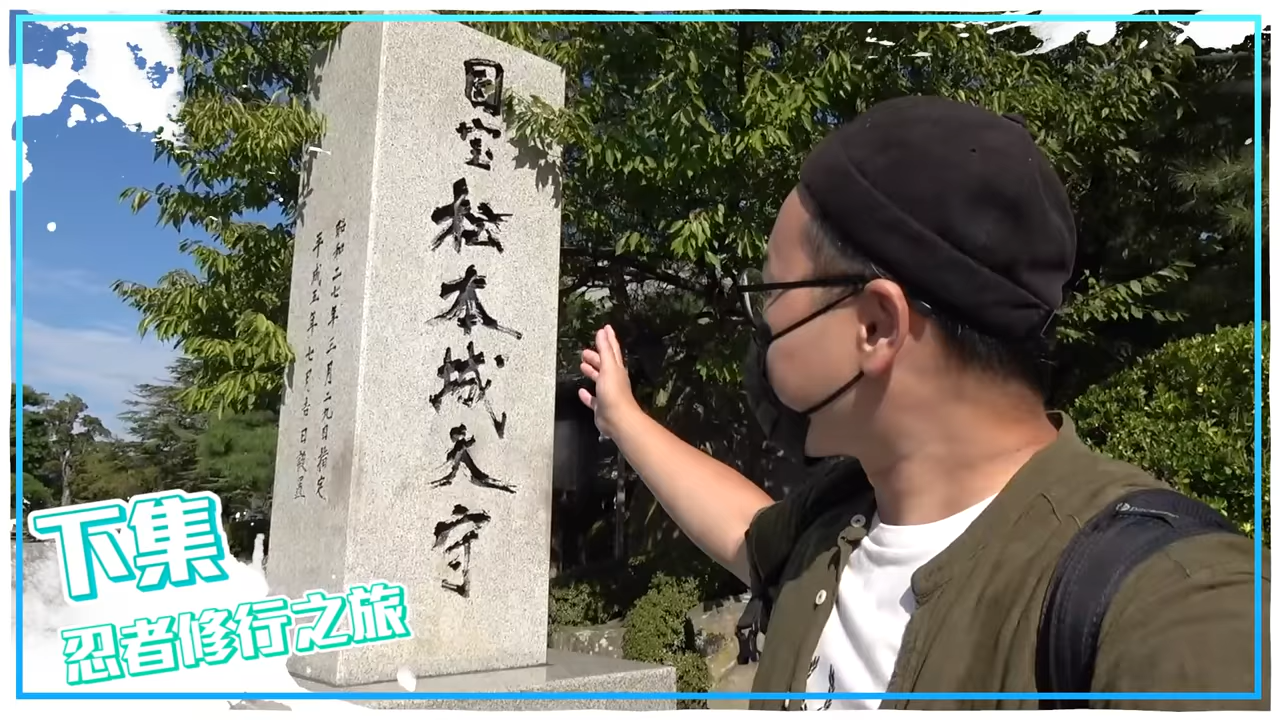 国宝松本城天守
昭和二七年三月二九日指定
平成五年七月吉日設置
下集
忍者修行之旅